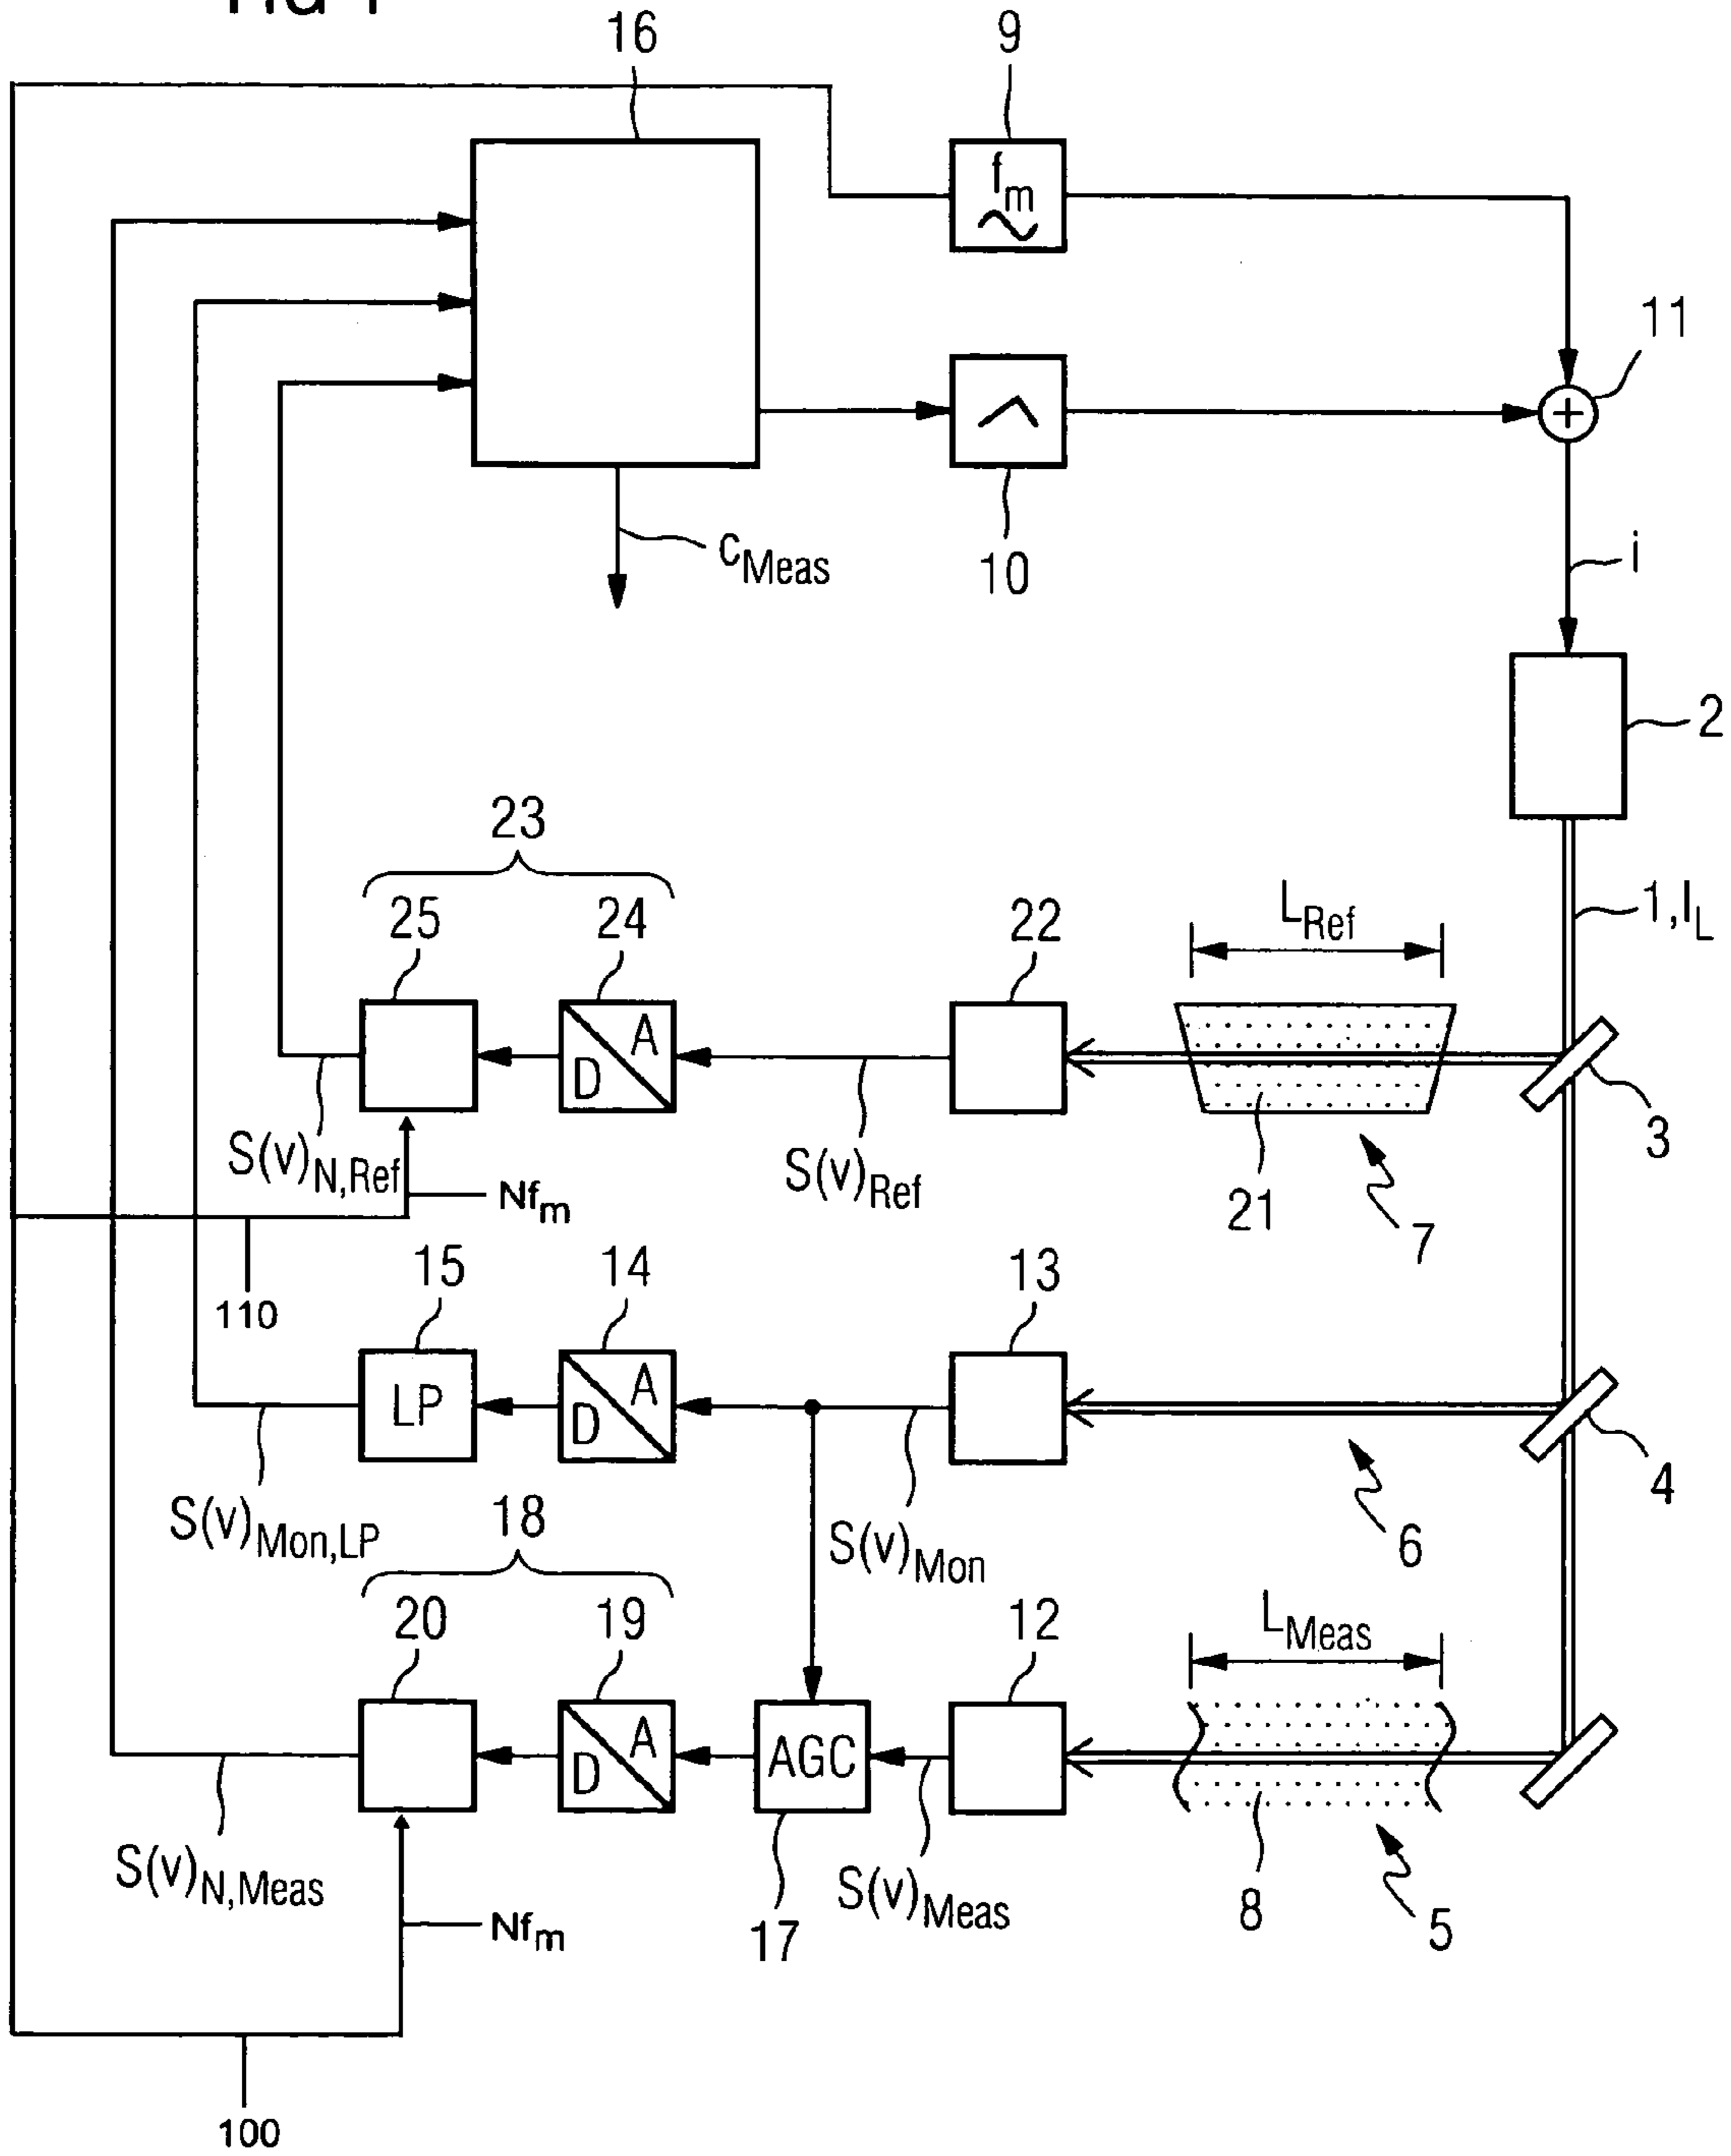 16
9
f_m
11
c_Meas
10
i
2
23
25
24
22
L_Ref
1, I_L
A
D
3
S(v)_N,Ref
S(v)_Ref
21
7
Nf_m
15
14
13
110
LP
A
D
4
S(v)_Mon,LP
18
S(v)_Mon
6
20
19
12
L_Meas
A
D
AGC
S(v)_N,Meas
S(v)_Meas
17
8
5
Nf_m
100